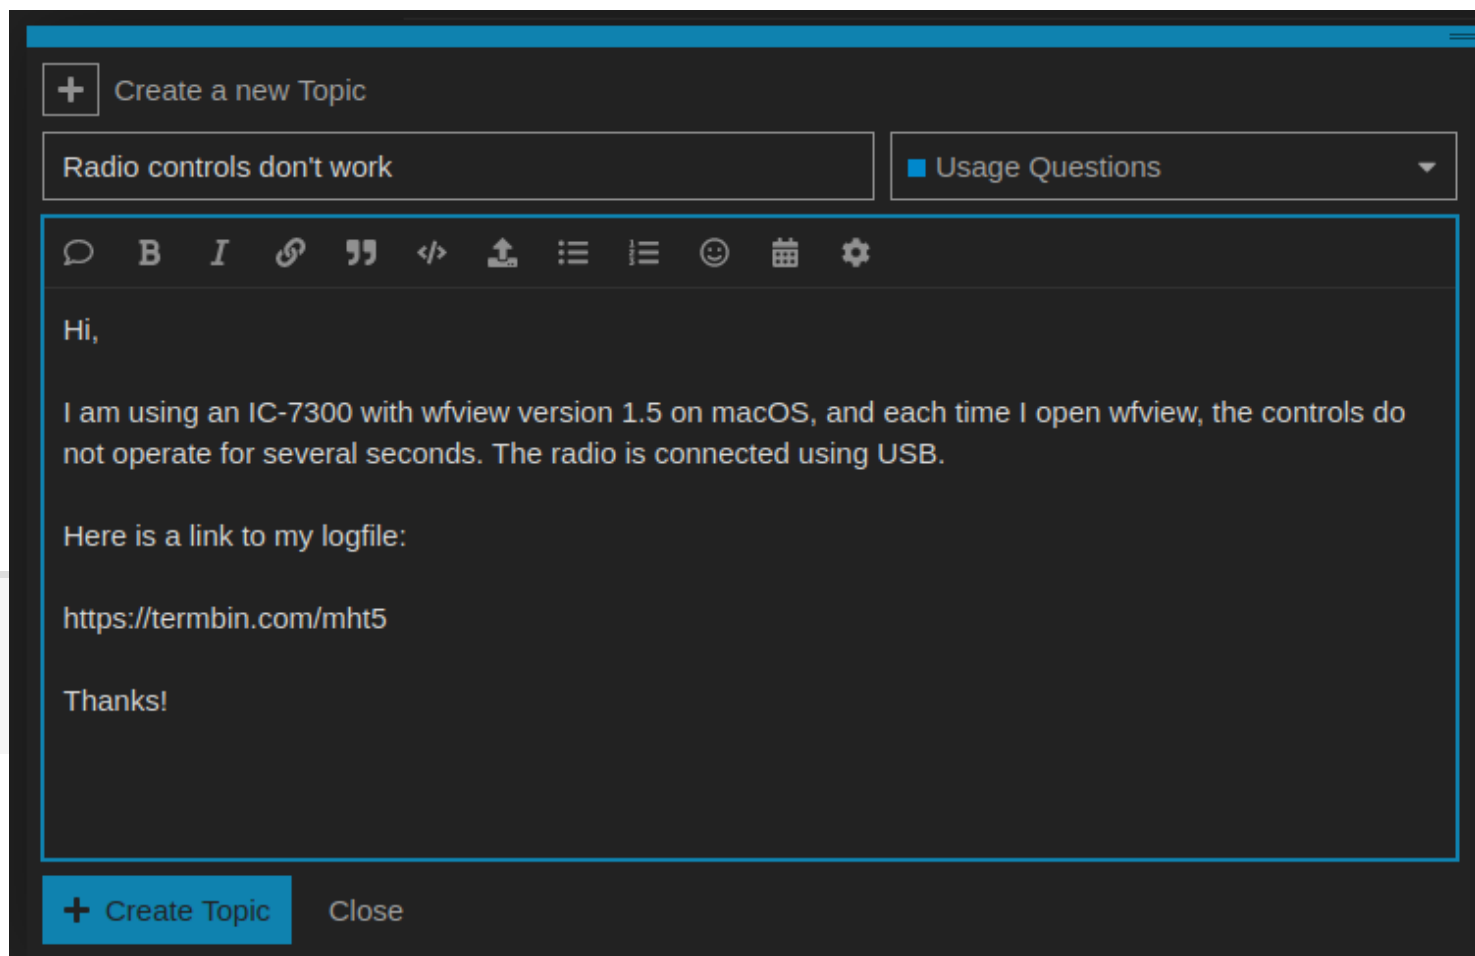 Create a new Topic
Radio controls don't work
Usage Questions
Hi,
I am using an IC-7300 with wfview version 1.5 on macOS, and each time I open wfview, the controls do
not operate for several seconds. The radio is connected using USB.
Here is a link to my logfile:
https://termbin.com/mht5
Thanks!
Create Topic
Close